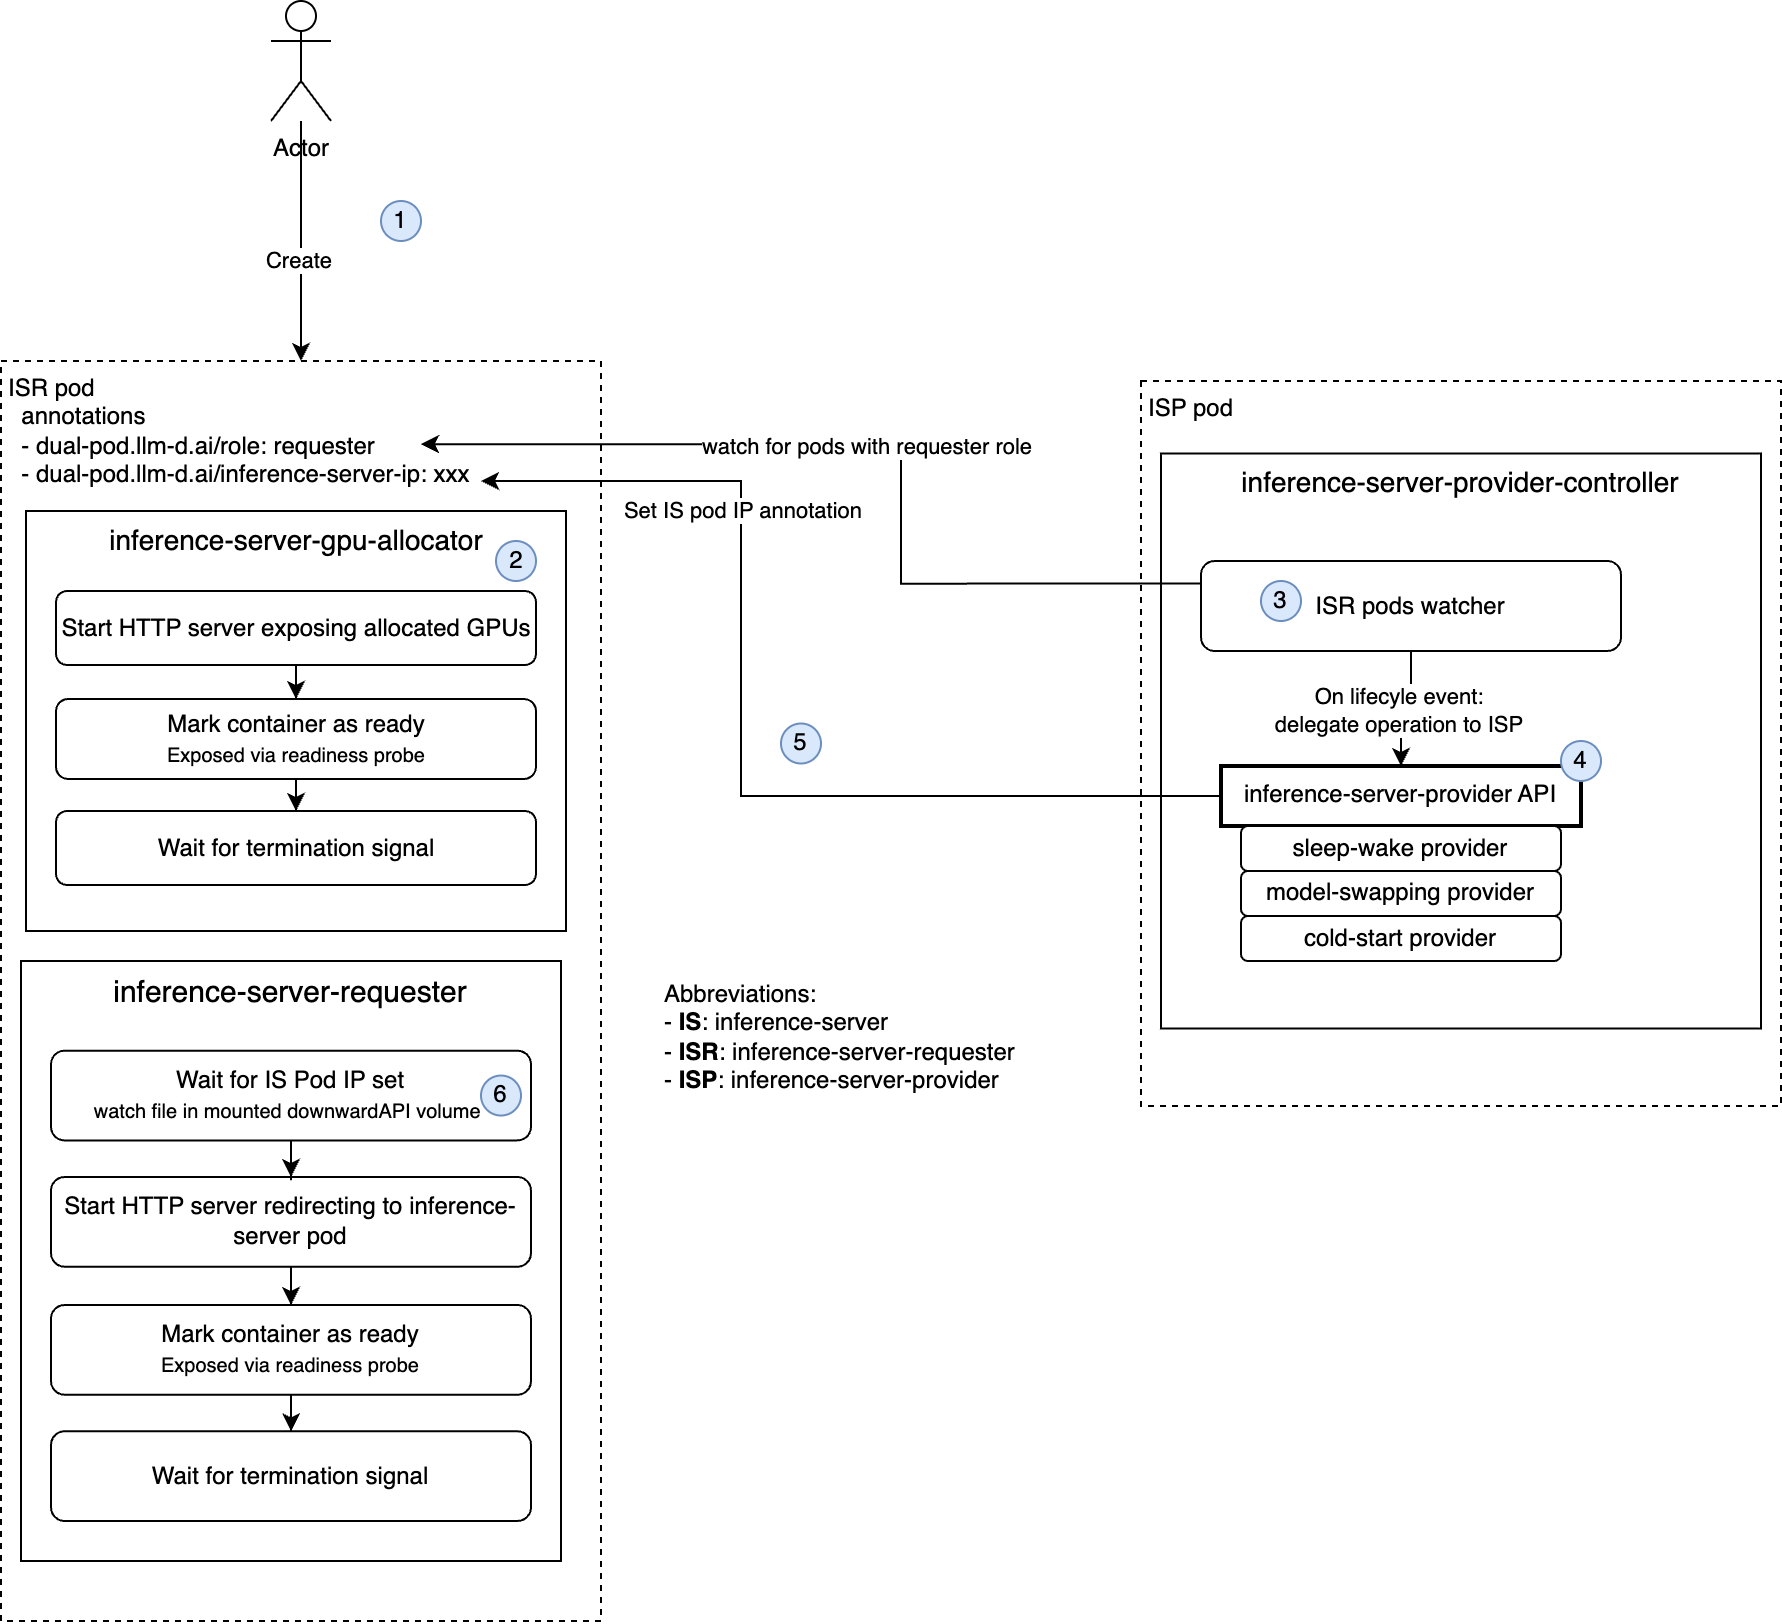 Actor
1
Create
ISR pod
annotations
- dual-pod.llm-d.ai/role: requester
- dual-pod.llm-d.ai/inference-server-ip: xxx
inference-server-gpu-allocator
2
Start HTTP server exposing allocated GPUs
Mark container as ready
Exposed via readiness probe
Wait for termination signal
inference-server-requester
Wait for IS Pod IP set
watch file in mounted downwardAPI volume
6
Start HTTP server redirecting to inference-
server pod
Mark container as ready
Exposed via readiness probe
Wait for termination signal
watch for pods with requester role
Set IS pod IP annotation
5
Abbreviations:
- IS: inference-server
- ISR: inference-server-requester
- ISP: inference-server-provider
ISP pod
inference-server-provider-controller
3
ISR pods watcher
On lifecyle event:
delegate operation to ISP
4
inference-server-provider API
sleep-wake provider
model-swapping provider
cold-start provider